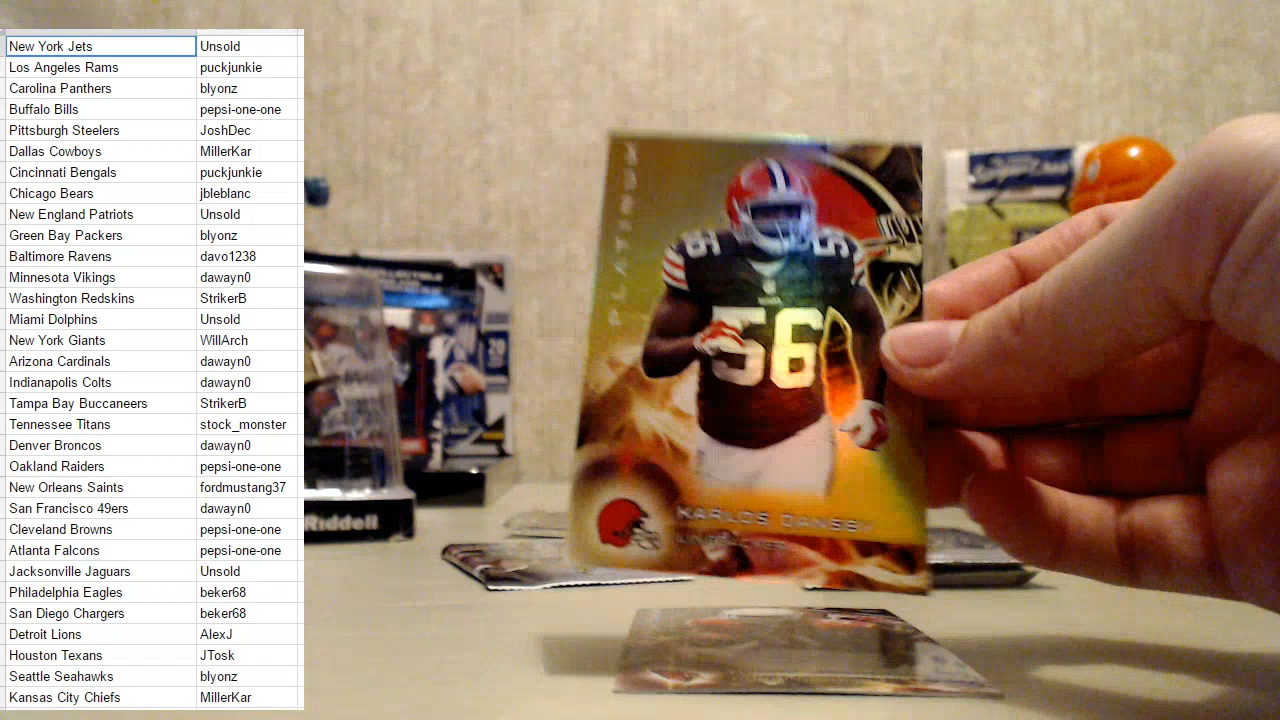 New York Jets Unsold
Los Angeles Rams puckjunkie
Carolina Panthers blyonz
Buffalo Bills pepsi-one-one
Pittsburgh Steelers JoshDec
Dallas Cowboys MillerKar
Cincinnati Bengals puckjunkie
Chicago Bears jbleblanc
New England Patriots Unsold
Green Bay Packers blyonz
Baltimore Ravens davo1238
Minnesota Vikings dawayn0
Washington Redskins StrikerB
Miami Dolphins Unsold
New York Giants WillArch
Arizona Cardinals dawayn0
Indianapolis Colts dawayn0
Tampa Bay Buccaneers StrikerB
Tennessee Titans stock_monster
Denver Broncos dawayn0
Oakland Raiders pepsi-one-one
New Orleans Saints fordmustang37
San Francisco 49ers dawayn0
Cleveland Browns pepsi-one-one
Atlanta Falcons pepsi-one-one
Jacksonville Jaguars Unsold
Philadelphia Eagles beker68
San Diego Chargers beker68
Detroit Lions AlexJ
Houston Texans JTosk
Seattle Seahawks blyonz
Kansas City Chiefs MillerKar
PLATINUM
56
56
KARLOS DANSBY
Riddell